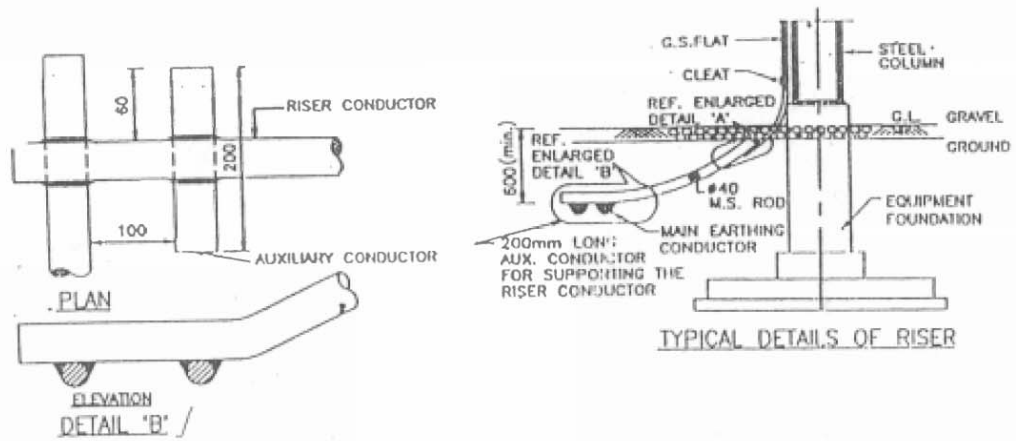 60
200
RISER CONDUCTOR
100
AUXILIARY CONDUCTOR
PLAN
ELEVATION
DETAIL "B"
G.S.FLAT
STEEL
COLUMN
CLEAT
REF. ENLARGED
DETAIL 'A'
G.L.
GRAVEL
GROUND
600 (min.)
REF.
ENLARGED
DETAIL 'B'
ø40
M.S. ROD
EQUIPMENT
FOUNDATION
MAIN EARTHING
CONDUCTOR
200mm LONG
AUX. CONDUCTOR
FOR SUPPORTING THE
RISER CONDUCTOR
TYPICAL DETAILS OF RISER